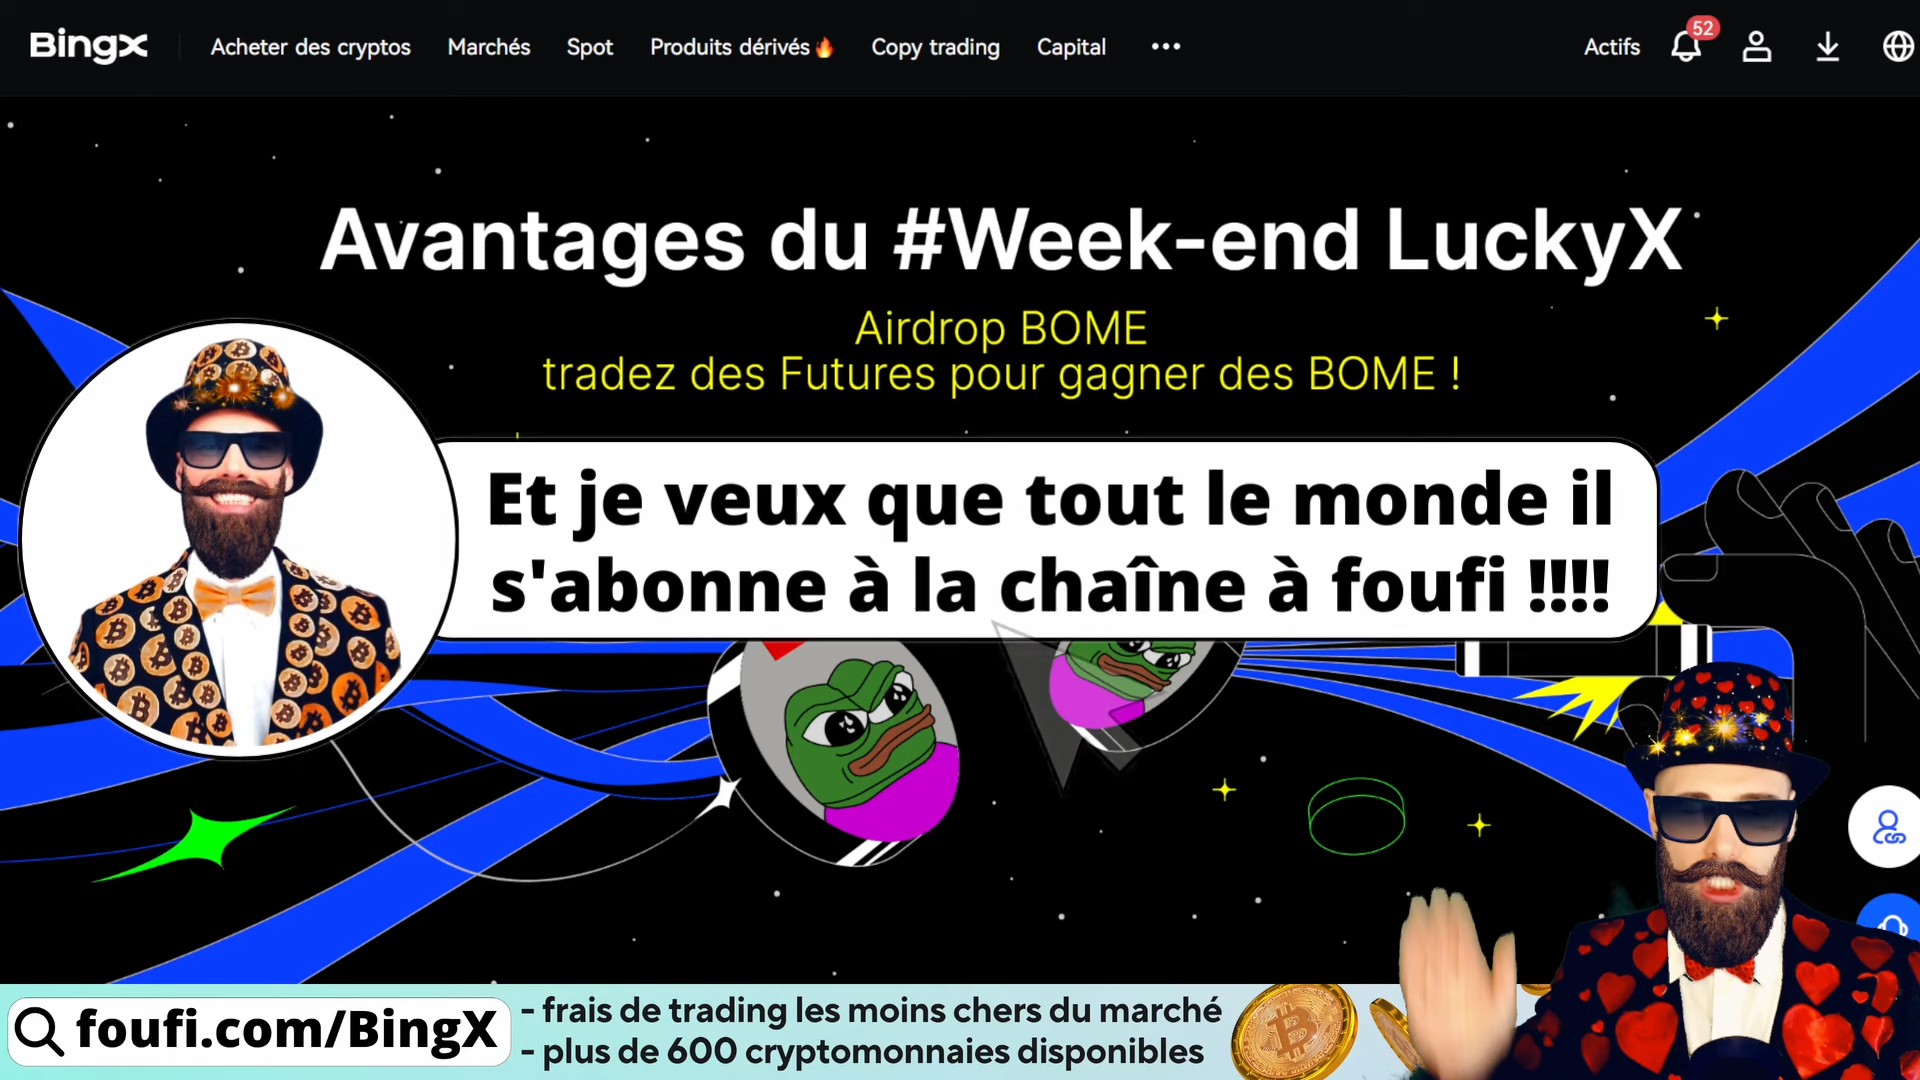 BingX
Acheter des cryptos
Marchés
Spot
Produits dérivés
Copy trading
Capital
Actifs
52
Avantages du #Week-end LuckyX
Airdrop BOME
tradez des Futures pour gagner des BOME !
Et je veux que tout le monde il
s'abonne à la chaîne à foufi !!!!
foufi.com/BingX
- frais de trading les moins chers du marché
- plus de 600 cryptomonnaies disponibles